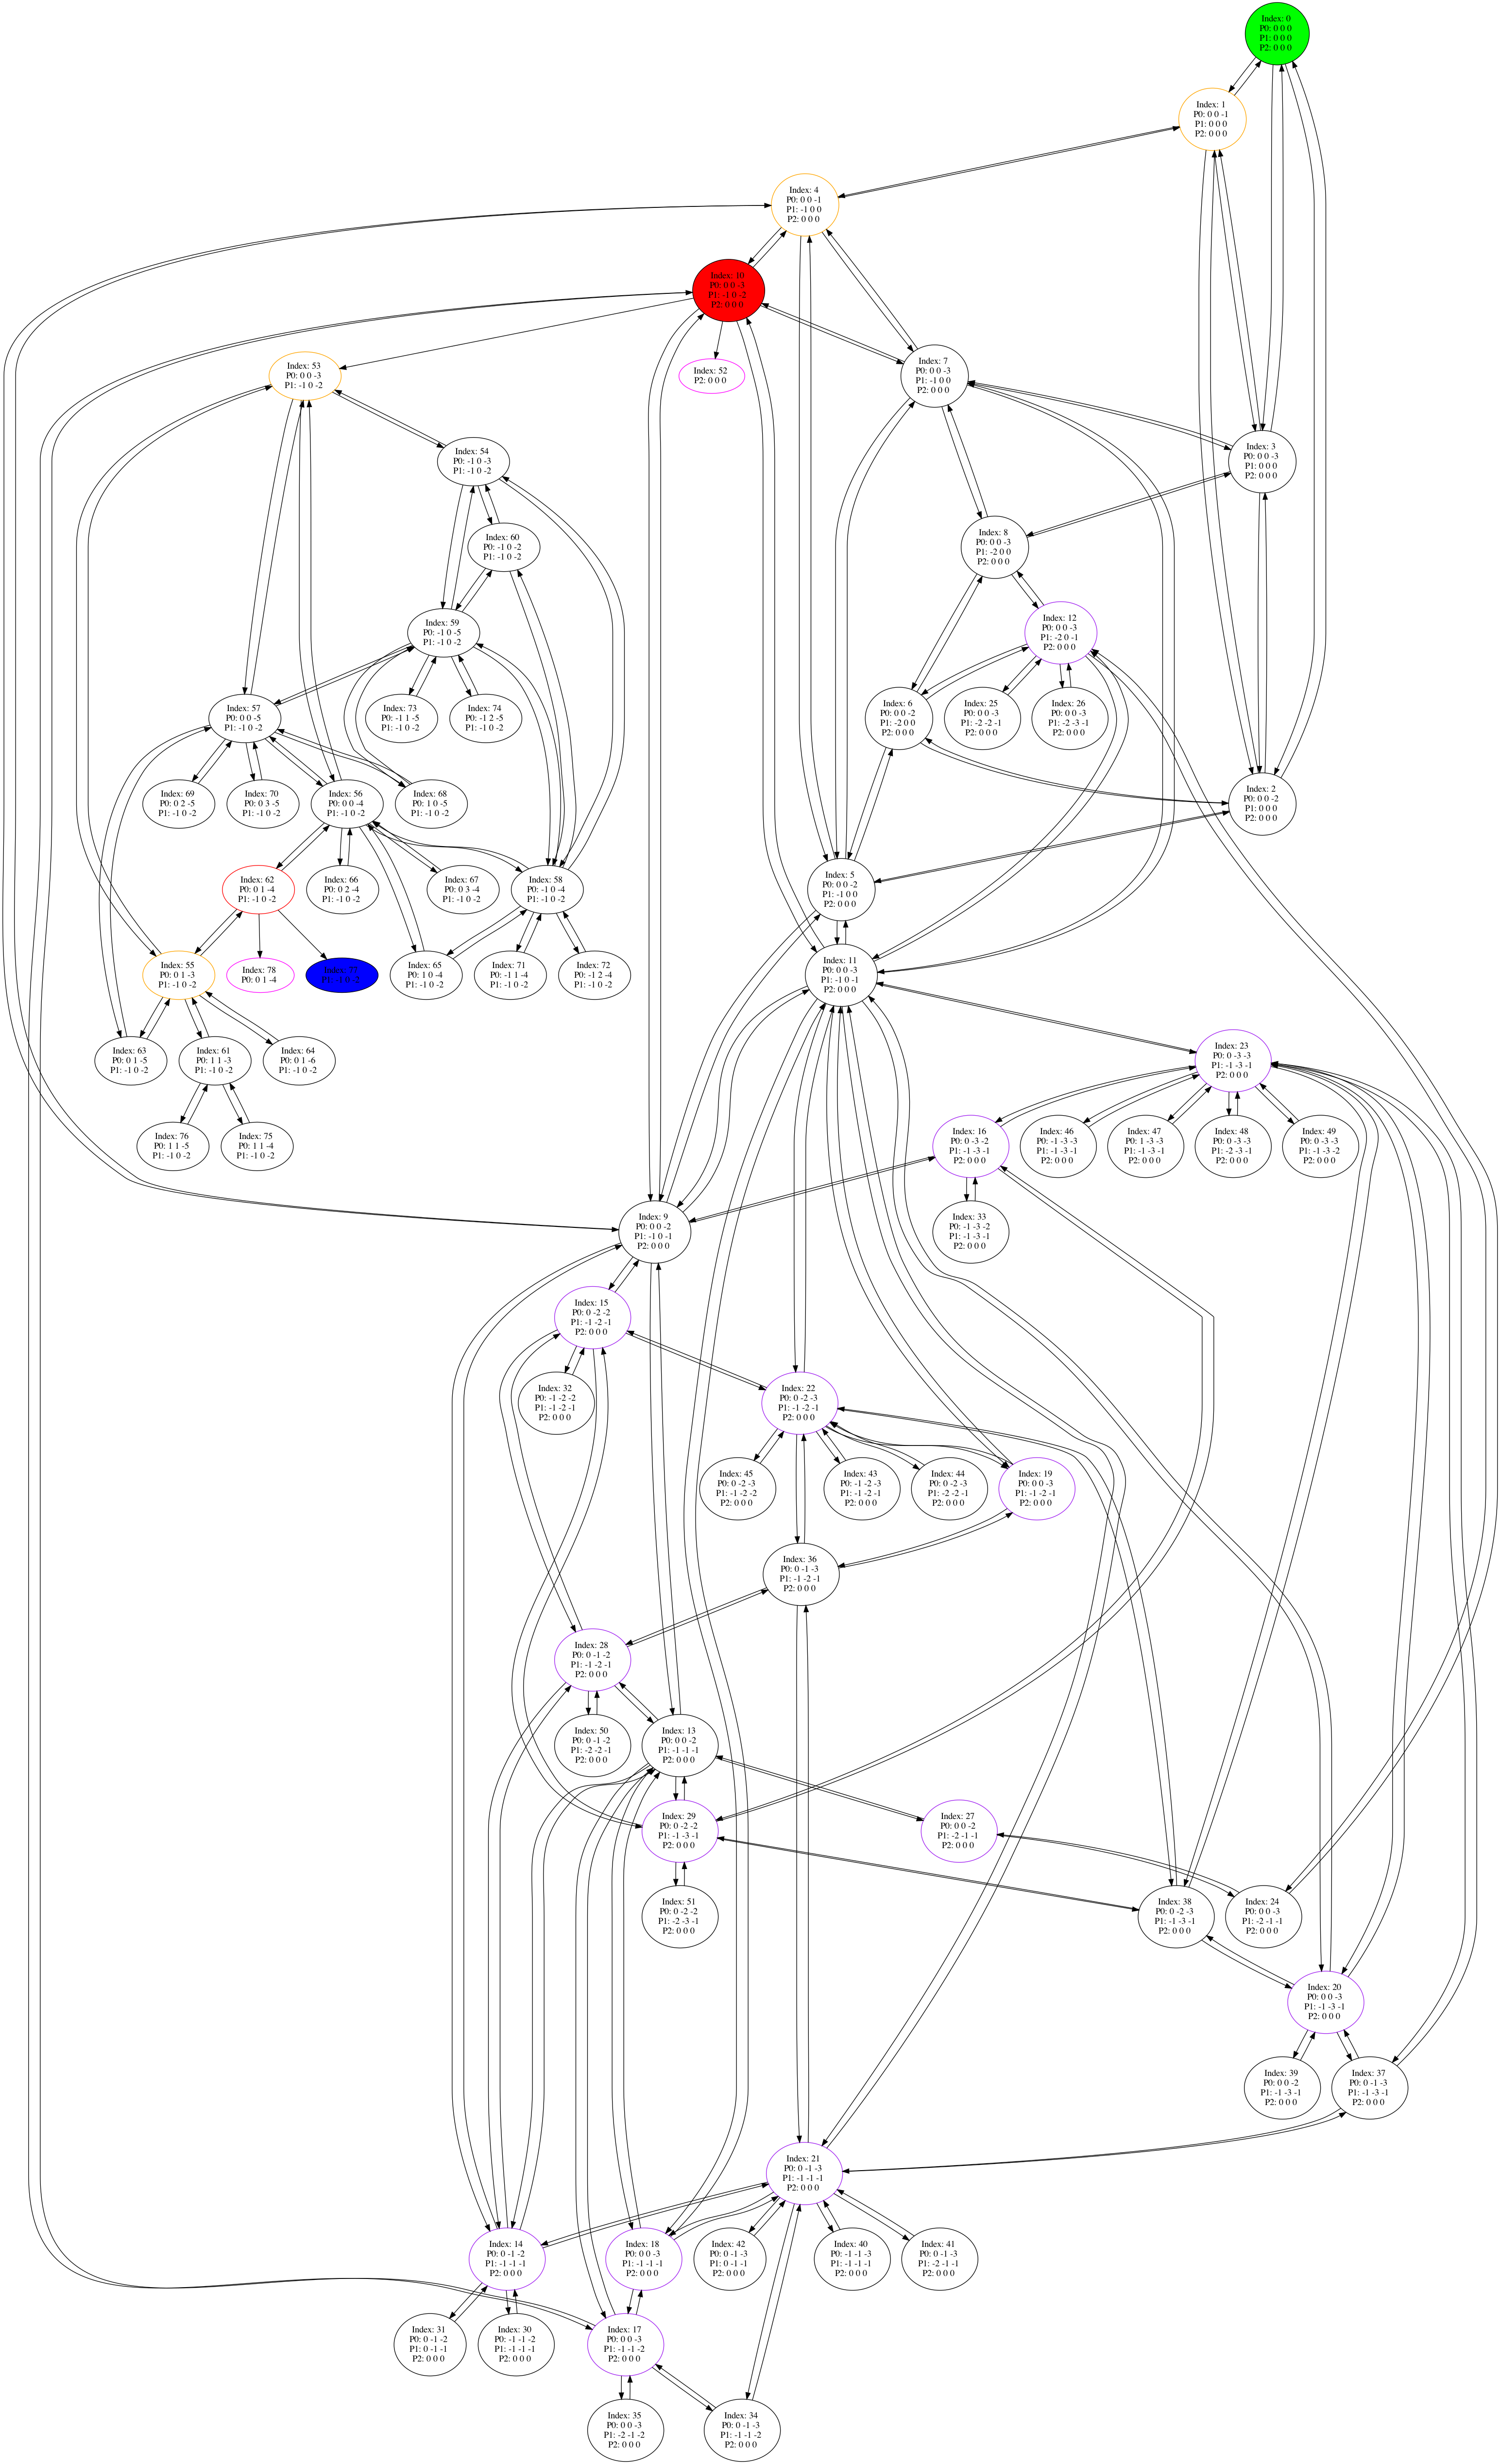 Index: 0
P0: 0 0 0
P1: 0 0 0
P2: 0 0 0
Index: 1
P0: 0 0 -1
P1: 0 0 0
P2: 0 0 0
Index: 4
P0: 0 0 -1
P1: -1 0 0
P2: 0 0 0
Index: 10
P0: 0 0 -3
P1: -1 0 -2
P2: 0 0 0
Index: 53
P0: 0 0 -3
P1: -1 0 -2
Index: 52
P2: 0 0 0
Index: 7
P0: 0 0 -3
P1: -1 0 0
P2: 0 0 0
Index: 54
P0: -1 0 -3
P1: -1 0 -2
Index: 3
P0: 0 0 -3
P1: 0 0 0
P2: 0 0 0
Index: 60
P0: -1 0 -2
P1: -1 0 -2
Index: 8
P0: 0 0 -3
P1: -2 0 0
P2: 0 0 0
Index: 59
P0: -1 0 -5
P1: -1 0 -2
Index: 12
P0: 0 0 -3
P1: -2 0 -1
P2: 0 0 0
Index: 57
P0: 0 0 -5
P1: -1 0 -2
Index: 73
P0: -1 1 -5
P1: -1 0 -2
Index: 74
P0: -1 2 -5
P1: -1 0 -2
Index: 6
P0: 0 0 -2
P1: -2 0 0
P2: 0 0 0
Index: 25
P0: 0 0 -3
P1: -2 -2 -1
P2: 0 0 0
Index: 26
P0: 0 0 -3
P1: -2 -3 -1
P2: 0 0 0
Index: 69
P0: 0 2 -5
P1: -1 0 -2
Index: 70
P0: 0 3 -5
P1: -1 0 -2
Index: 56
P0: 0 0 -4
P1: -1 0 -2
Index: 68
P0: 1 0 -5
P1: -1 0 -2
Index: 2
P0: 0 0 -2
P1: 0 0 0
P2: 0 0 0
Index: 62
P0: 0 1 -4
P1: -1 0 -2
Index: 66
P0: 0 2 -4
P1: -1 0 -2
Index: 67
P0: 0 3 -4
P1: -1 0 -2
Index: 58
P0: -1 0 -4
P1: -1 0 -2
Index: 5
P0: 0 0 -2
P1: -1 0 0
P2: 0 0 0
Index: 55
P0: 0 1 -3
P1: -1 0 -2
Index: 78
P0: 0 1 -4
Index: 77
P1: -1 0 -2
Index: 65
P0: 1 0 -4
P1: -1 0 -2
Index: 71
P0: -1 1 -4
P1: -1 0 -2
Index: 72
P0: -1 2 -4
P1: -1 0 -2
Index: 11
P0: 0 0 -3
P1: -1 0 -1
P2: 0 0 0
Index: 63
P0: 0 1 -5
P1: -1 0 -2
Index: 61
P0: 1 1 -3
P1: -1 0 -2
Index: 64
P0: 0 1 -6
P1: -1 0 -2
Index: 23
P0: 0 -3 -3
P1: -1 -3 -1
P2: 0 0 0
Index: 76
P0: 1 1 -5
P1: -1 0 -2
Index: 75
P0: 1 1 -4
P1: -1 0 -2
Index: 16
P0: 0 -3 -2
P1: -1 -3 -1
P2: 0 0 0
Index: 46
P0: -1 -3 -3
P1: -1 -3 -1
P2: 0 0 0
Index: 47
P0: 1 -3 -3
P1: -1 -3 -1
P2: 0 0 0
Index: 48
P0: 0 -3 -3
P1: -2 -3 -1
P2: 0 0 0
Index: 49
P0: 0 -3 -3
P1: -1 -3 -2
P2: 0 0 0
Index: 9
P0: 0 0 -2
P1: -1 0 -1
P2: 0 0 0
Index: 33
P0: -1 -3 -2
P1: -1 -3 -1
P2: 0 0 0
Index: 15
P0: 0 -2 -2
P1: -1 -2 -1
P2: 0 0 0
Index: 32
P0: -1 -2 -2
P1: -1 -2 -1
P2: 0 0 0
Index: 22
P0: 0 -2 -3
P1: -1 -2 -1
P2: 0 0 0
Index: 45
P0: 0 -2 -3
P1: -1 -2 -2
P2: 0 0 0
Index: 43
P0: -1 -2 -3
P1: -1 -2 -1
P2: 0 0 0
Index: 44
P0: 0 -2 -3
P1: -2 -2 -1
P2: 0 0 0
Index: 19
P0: 0 0 -3
P1: -1 -2 -1
P2: 0 0 0
Index: 36
P0: 0 -1 -3
P1: -1 -2 -1
P2: 0 0 0
Index: 28
P0: 0 -1 -2
P1: -1 -2 -1
P2: 0 0 0
Index: 50
P0: 0 -1 -2
P1: -2 -2 -1
P2: 0 0 0
Index: 13
P0: 0 0 -2
P1: -1 -1 -1
P2: 0 0 0
Index: 29
P0: 0 -2 -2
P1: -1 -3 -1
P2: 0 0 0
Index: 27
P0: 0 0 -2
P1: -2 -1 -1
P2: 0 0 0
Index: 51
P0: 0 -2 -2
P1: -2 -3 -1
P2: 0 0 0
Index: 38
P0: 0 -2 -3
P1: -1 -3 -1
P2: 0 0 0
Index: 24
P0: 0 0 -3
P1: -2 -1 -1
P2: 0 0 0
Index: 20
P0: 0 0 -3
P1: -1 -3 -1
P2: 0 0 0
Index: 39
P0: 0 0 -2
P1: -1 -3 -1
P2: 0 0 0
Index: 37
P0: 0 -1 -3
P1: -1 -3 -1
P2: 0 0 0
Index: 21
P0: 0 -1 -3
P1: -1 -1 -1
P2: 0 0 0
Index: 14
P0: 0 -1 -2
P1: -1 -1 -1
P2: 0 0 0
Index: 18
P0: 0 0 -3
P1: -1 -1 -1
P2: 0 0 0
Index: 42
P0: 0 -1 -3
P1: 0 -1 -1
P2: 0 0 0
Index: 40
P0: -1 -1 -3
P1: -1 -1 -1
P2: 0 0 0
Index: 41
P0: 0 -1 -3
P1: -2 -1 -1
P2: 0 0 0
Index: 31
P0: 0 -1 -2
P1: 0 -1 -1
P2: 0 0 0
Index: 30
P0: -1 -1 -2
P1: -1 -1 -1
P2: 0 0 0
Index: 17
P0: 0 0 -3
P1: -1 -1 -2
P2: 0 0 0
Index: 35
P0: 0 0 -3
P1: -2 -1 -2
P2: 0 0 0
Index: 34
P0: 0 -1 -3
P1: -1 -1 -2
P2: 0 0 0